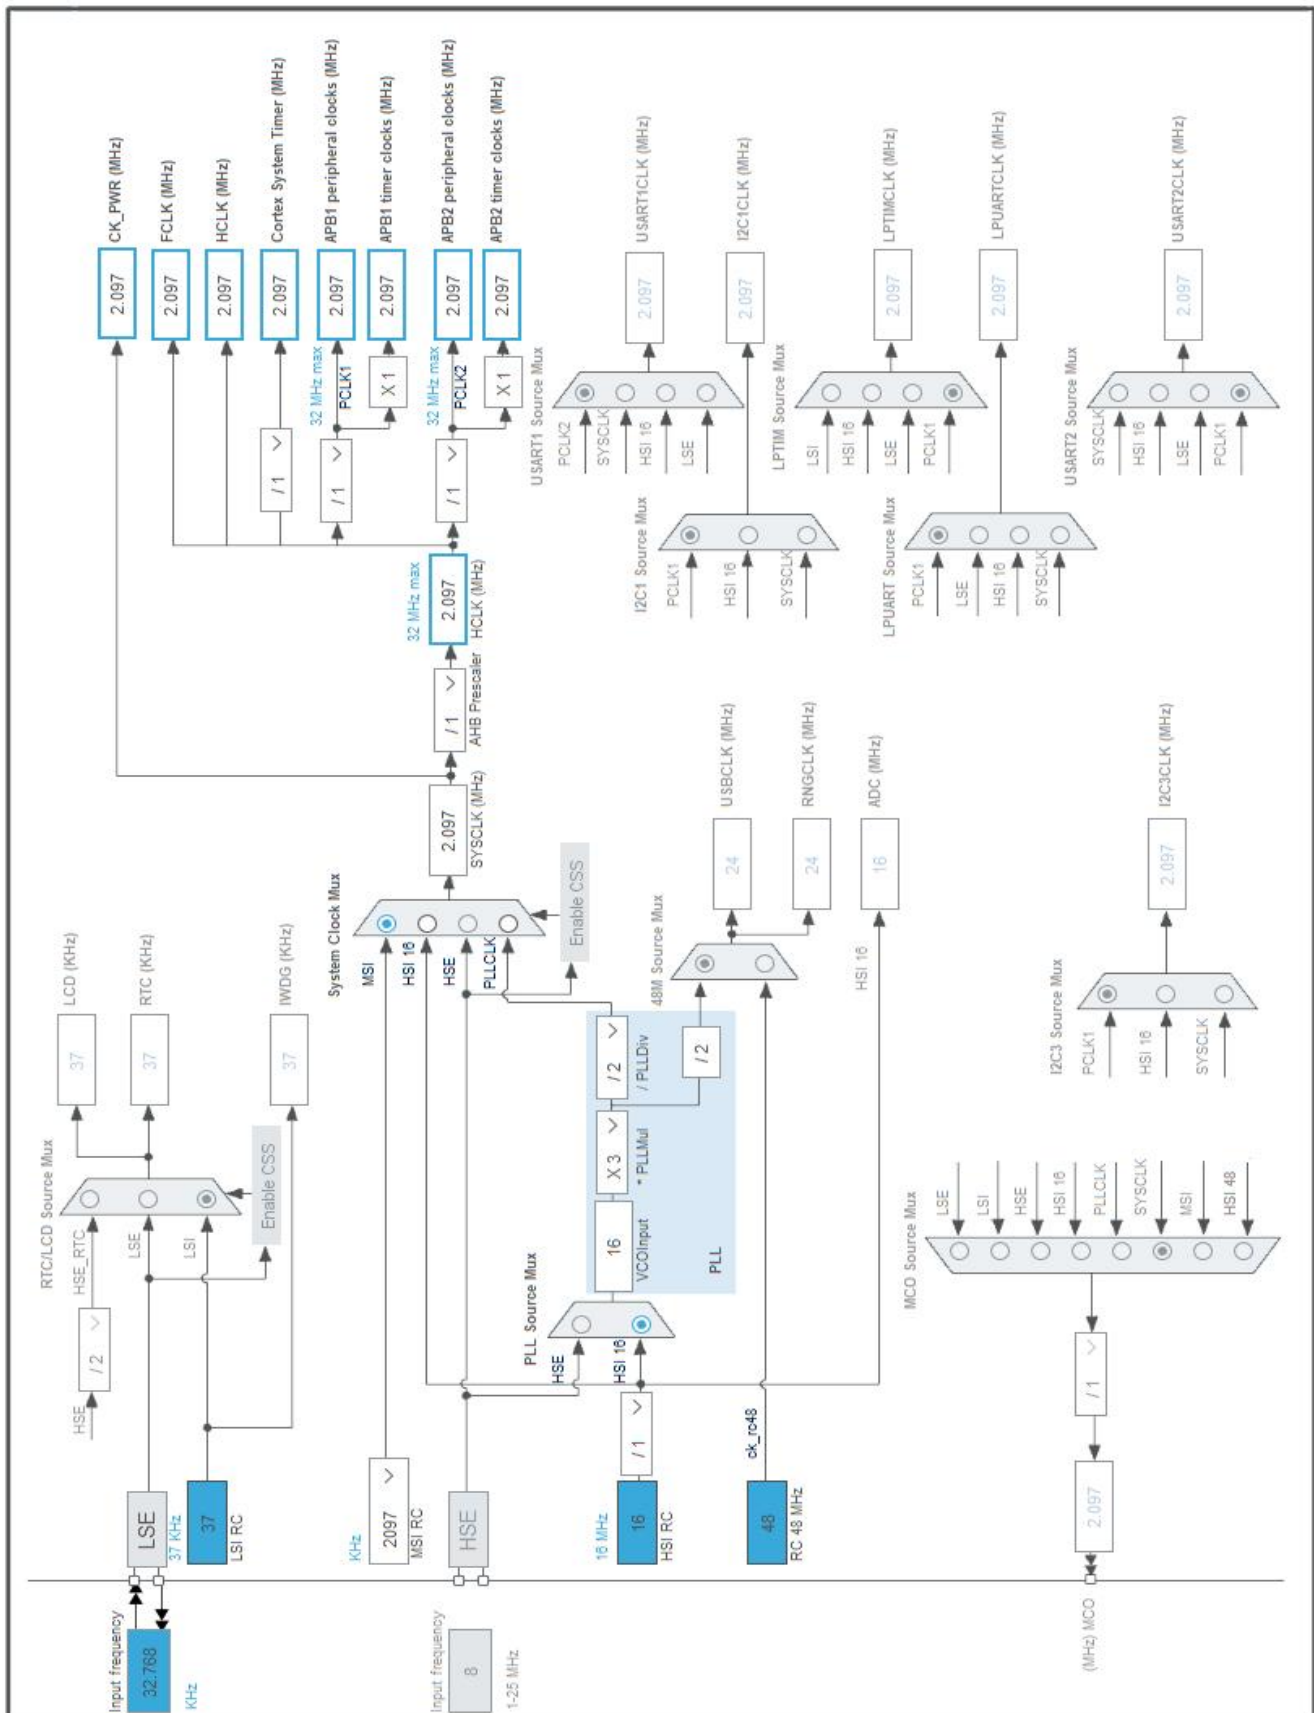 Input frequency
32.768
KHz
LSE
37 KHz
37
LSI RC
HSE
/ 2
HSE_RTC
LSE
LSI
RTC/LCD Source Mux
Enable CSS
37
LCD (KHz)
37
RTC (KHz)
37
IWDG (KHz)
Input frequency
8
1-25 MHz
KHz
2097
MSI RC
HSE
16 MHz
16
HSI RC
/ 1
48
RC 48 MHz
ck_rc48
PLL Source Mux
HSE
HSI 16
16
VCOInput
X 3
* PLLMul
/ 2
/ PLLDiv
/ 2
PLL
System Clock Mux
MSI
HSI 16
HSE
PLLCLK
Enable CSS
48M Source Mux
HSI 16
24
USBCLK (MHz)
24
RNGCLK (MHz)
16
ADC (MHz)
2.097
SYSCLK (MHz)
/ 1
AHB Prescaler
32 MHz max
2.097
HCLK (MHz)
/ 1
/ 1
32 MHz max
PCLK1
X 1
/ 1
32 MHz max
PCLK2
X 1
2.097
CK_PWR (MHz)
2.097
FCLK (MHz)
2.097
HCLK (MHz)
2.097
Cortex System Timer (MHz)
2.097
APB1 peripheral clocks (MHz)
2.097
APB1 timer clocks (MHz)
2.097
APB2 peripheral clocks (MHz)
2.097
APB2 timer clocks (MHz)
USART1 Source Mux
PCLK2
SYSCLK
HSI 16
LSE
2.097
USART1CLK (MHz)
I2C1 Source Mux
PCLK1
HSI 16
SYSCLK
2.097
I2C1CLK (MHz)
LPTIM Source Mux
LSI
HSI 16
LSE
PCLK1
2.097
LPTIMCLK (MHz)
LPUART Source Mux
PCLK1
LSE
HSI 16
SYSCLK
2.097
LPUARTCLK (MHz)
USART2 Source Mux
SYSCLK
HSI 16
LSE
PCLK1
2.097
USART2CLK (MHz)
I2C3 Source Mux
PCLK1
HSI 16
SYSCLK
2.097
I2C3CLK (MHz)
MCO Source Mux
LSE
LSI
HSE
HSI 16
PLLCLK
SYSCLK
MSI
HSI 48
/ 1
2.097
(MHz) MCO